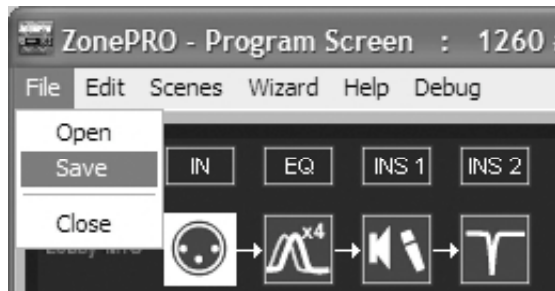 ZonePRO - Program Screen : 1260
File Edit Scenes Wizard Help Debug
Open
Save IN EQ INS 1 INS 2
Close
x4